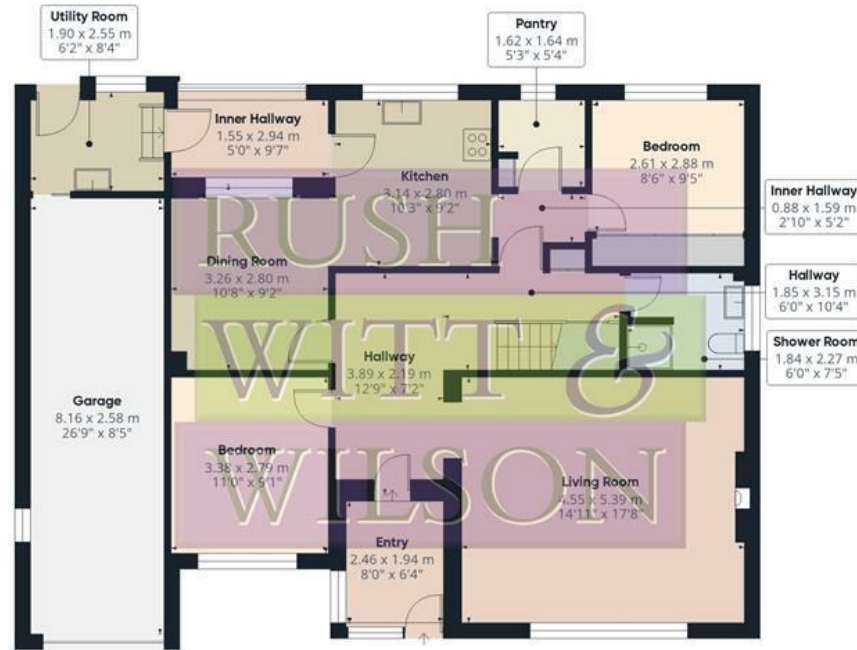 Utility Room
1.90 x 2.55 m
6'2" x 8'4"
Pantry
1.62 x 1.64 m
5'3" x 5'4"
Inner Hallway
1.55 x 2.94 m
5'0" x 9'7"
Kitchen
3.14 x 2.80 m
10'3" x 9'2"
Bedroom
2.61 x 2.88 m
8'6" x 9'5"
Inner Hallway
0.88 x 1.59 m
2'10" x 5'2"
RUSH
Dining Room
3.26 x 2.80 m
10'8" x 9'2"
Hallway
1.85 x 3.15 m
6'0" x 10'4"
Shower Room
1.84 x 2.27 m
6'0" x 7'5"
WITT &
Hallway
3.89 x 2.19 m
12'9" x 7'2"
Garage
8.16 x 2.58 m
26'9" x 8'5"
Bedroom
3.38 x 2.79 m
11'0" x 9'1"
WILSON
Living Room
4.55 x 5.39 m
14'11" x 17'8"
Entry
2.46 x 1.94 m
8'0" x 6'4"